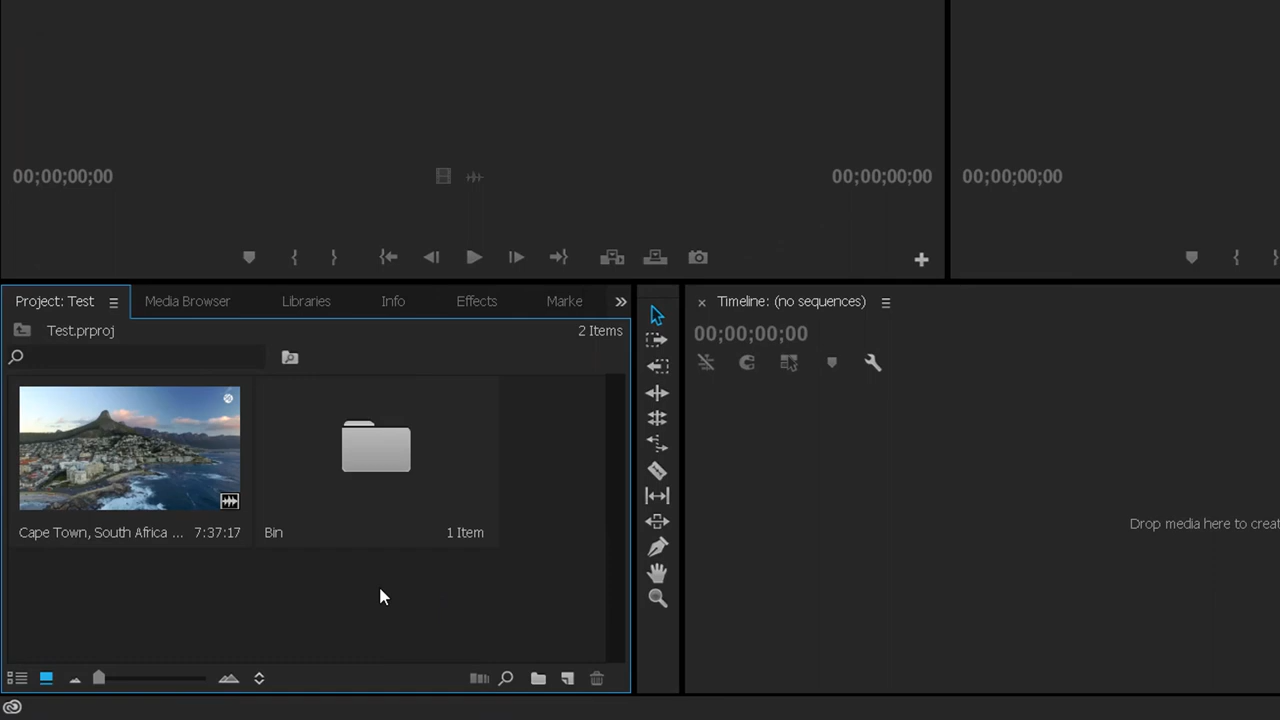 00;00;00;00
00;00;00;00
00;00;00;00
Project: Test
Media Browser
Libraries
Info
Effects
Marke
Test.prproj
2 Items
Cape Town, South Africa ...
7:37:17
Bin
1 Item
Timeline: (no sequences)
00;00;00;00
Drop media here to creat